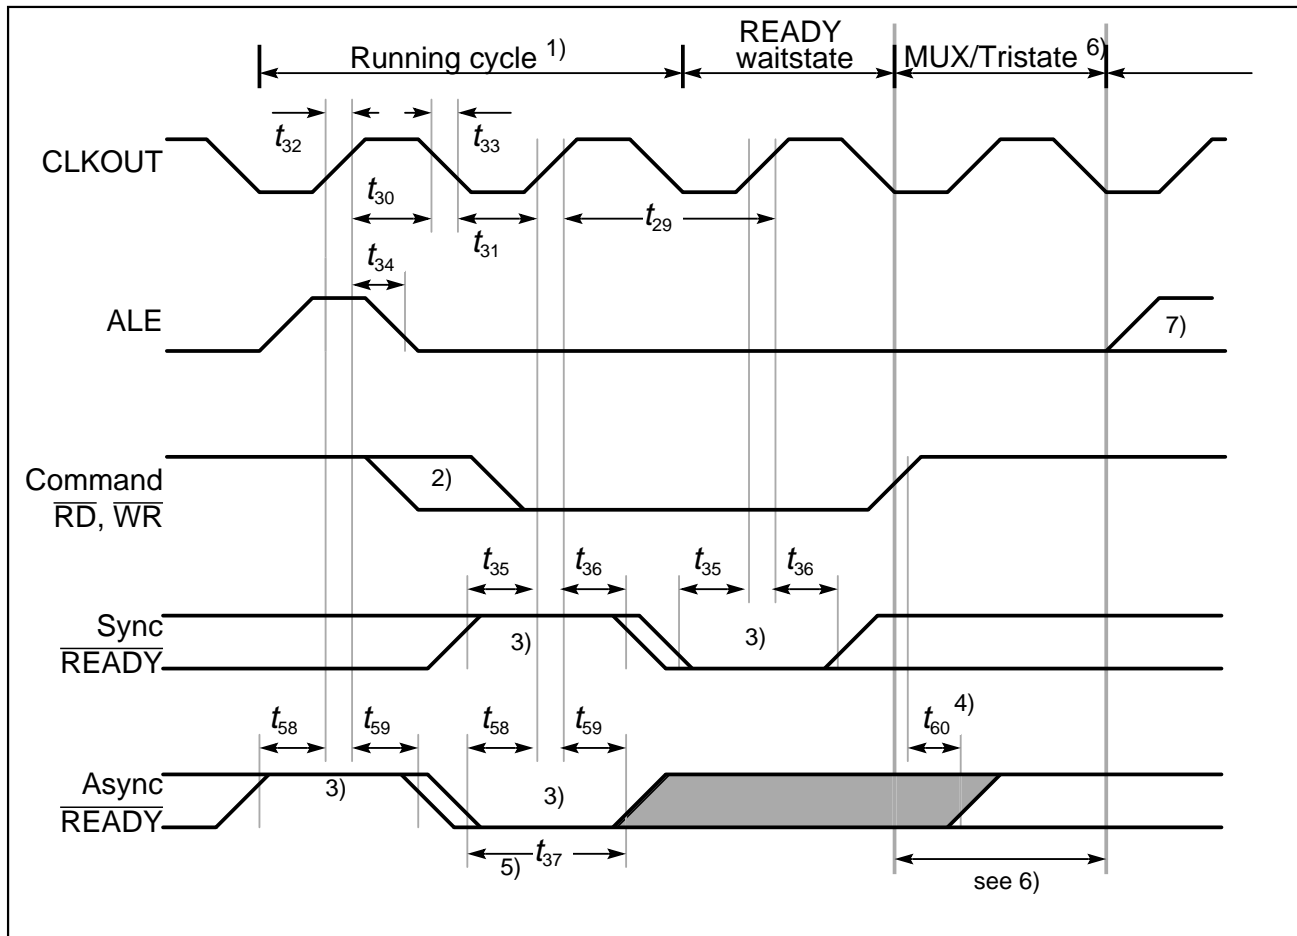 READY
Running cycle 1) waitstate MUX/Tristate 6)
t32 t33
CLKOUT
t30
t31 t29
t34
ALE 7)
Command 2)
RD, WR
t35 t36 t35 t36
Sync 3) 3)
READY
t58 t59 t58 t59 t60 4)
Async 3) 3)
READY
5) t37
see 6)